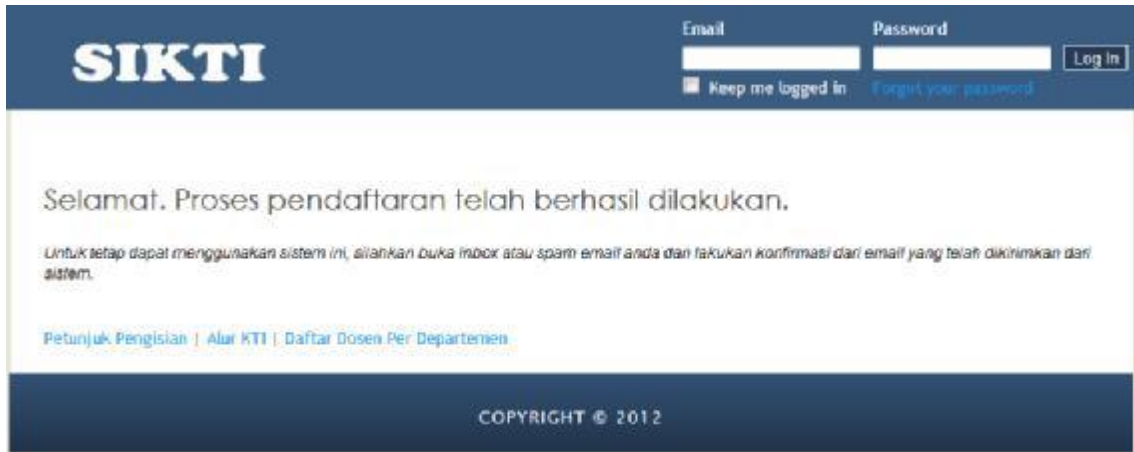 SIKTI
Email
Password
Log In
Keep me logged in
Forgot your password
Selamat. Proses pendaftaran telah berhasil dilakukan.
Untuk tetap dapat menggunakan sistem ini, silahkan buka inbox atau spam email anda dan lakukan konfirmasi dari email yang telah dikirimkan dari
sistem.
Petunjuk Pengisian | Alur KTI | Daftar Dosen Per Departemen
COPYRIGHT © 2012